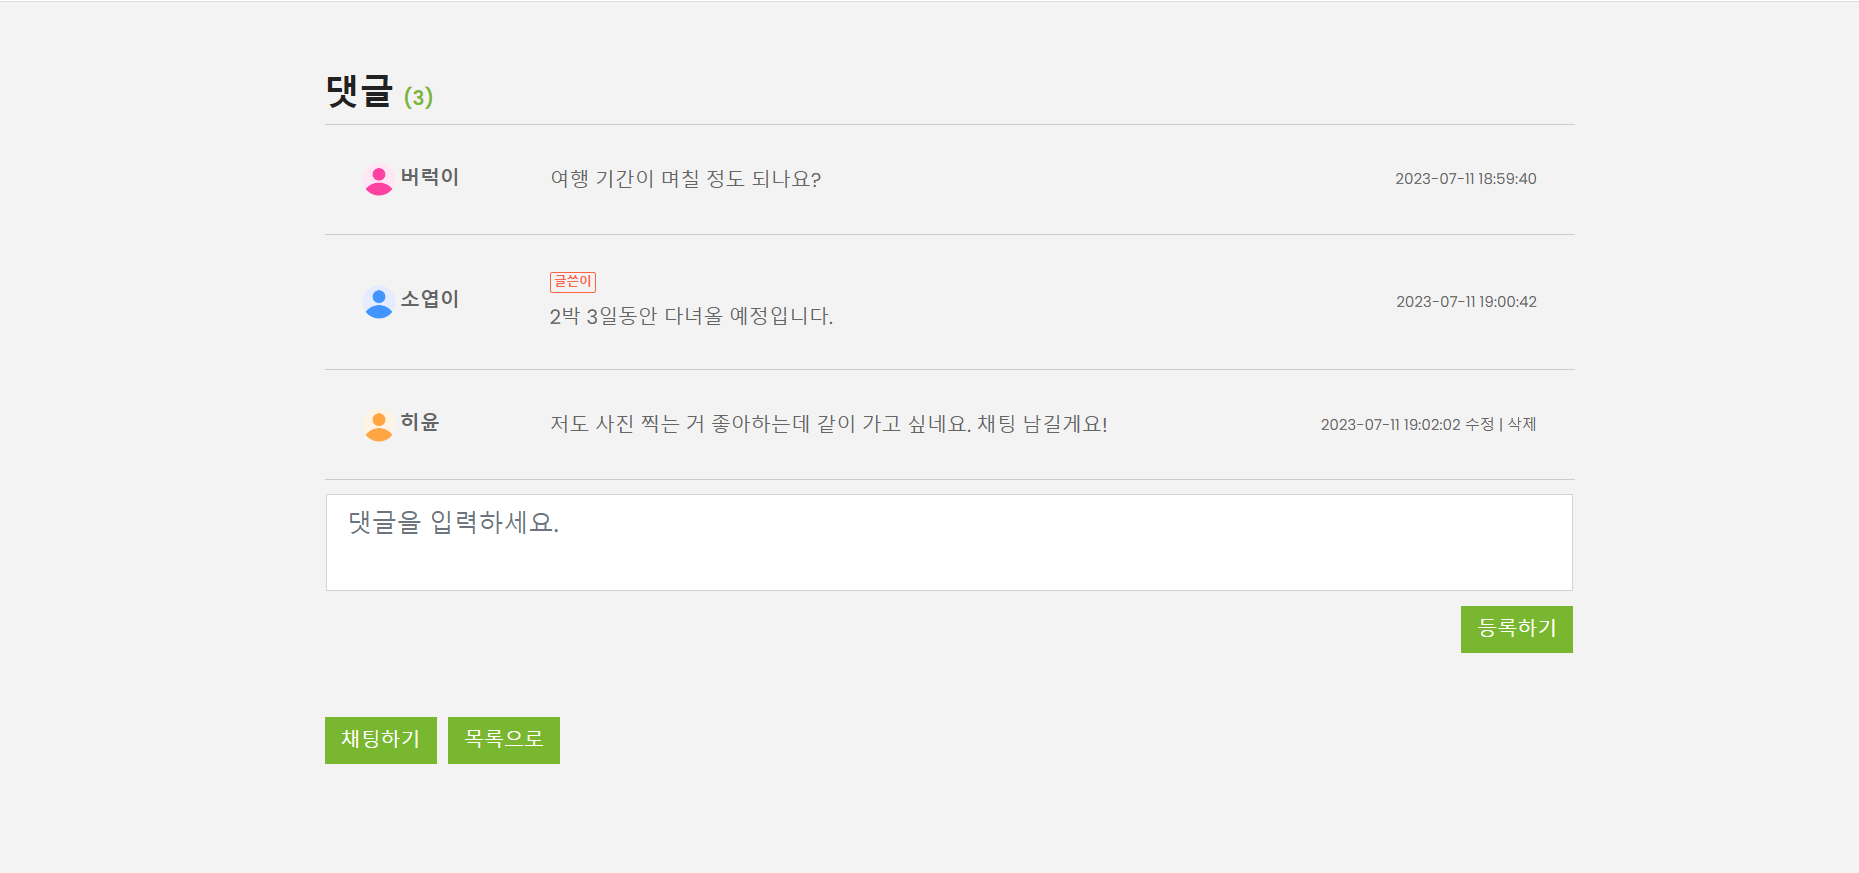 댓글 (3)
버럭이 여행 기간이 며칠 정도 되나요? 2023-07-11 18:59:40
글쓴이
소엽이 2박 3일동안 다녀올 예정입니다. 2023-07-11 19:00:42
히윤 저도 사진 찍는 거 좋아하는데 같이 가고 싶네요. 채팅 남길게요! 2023-07-11 19:02:02 수정 | 삭제
댓글을 입력하세요.
등록하기
채팅하기 목록으로